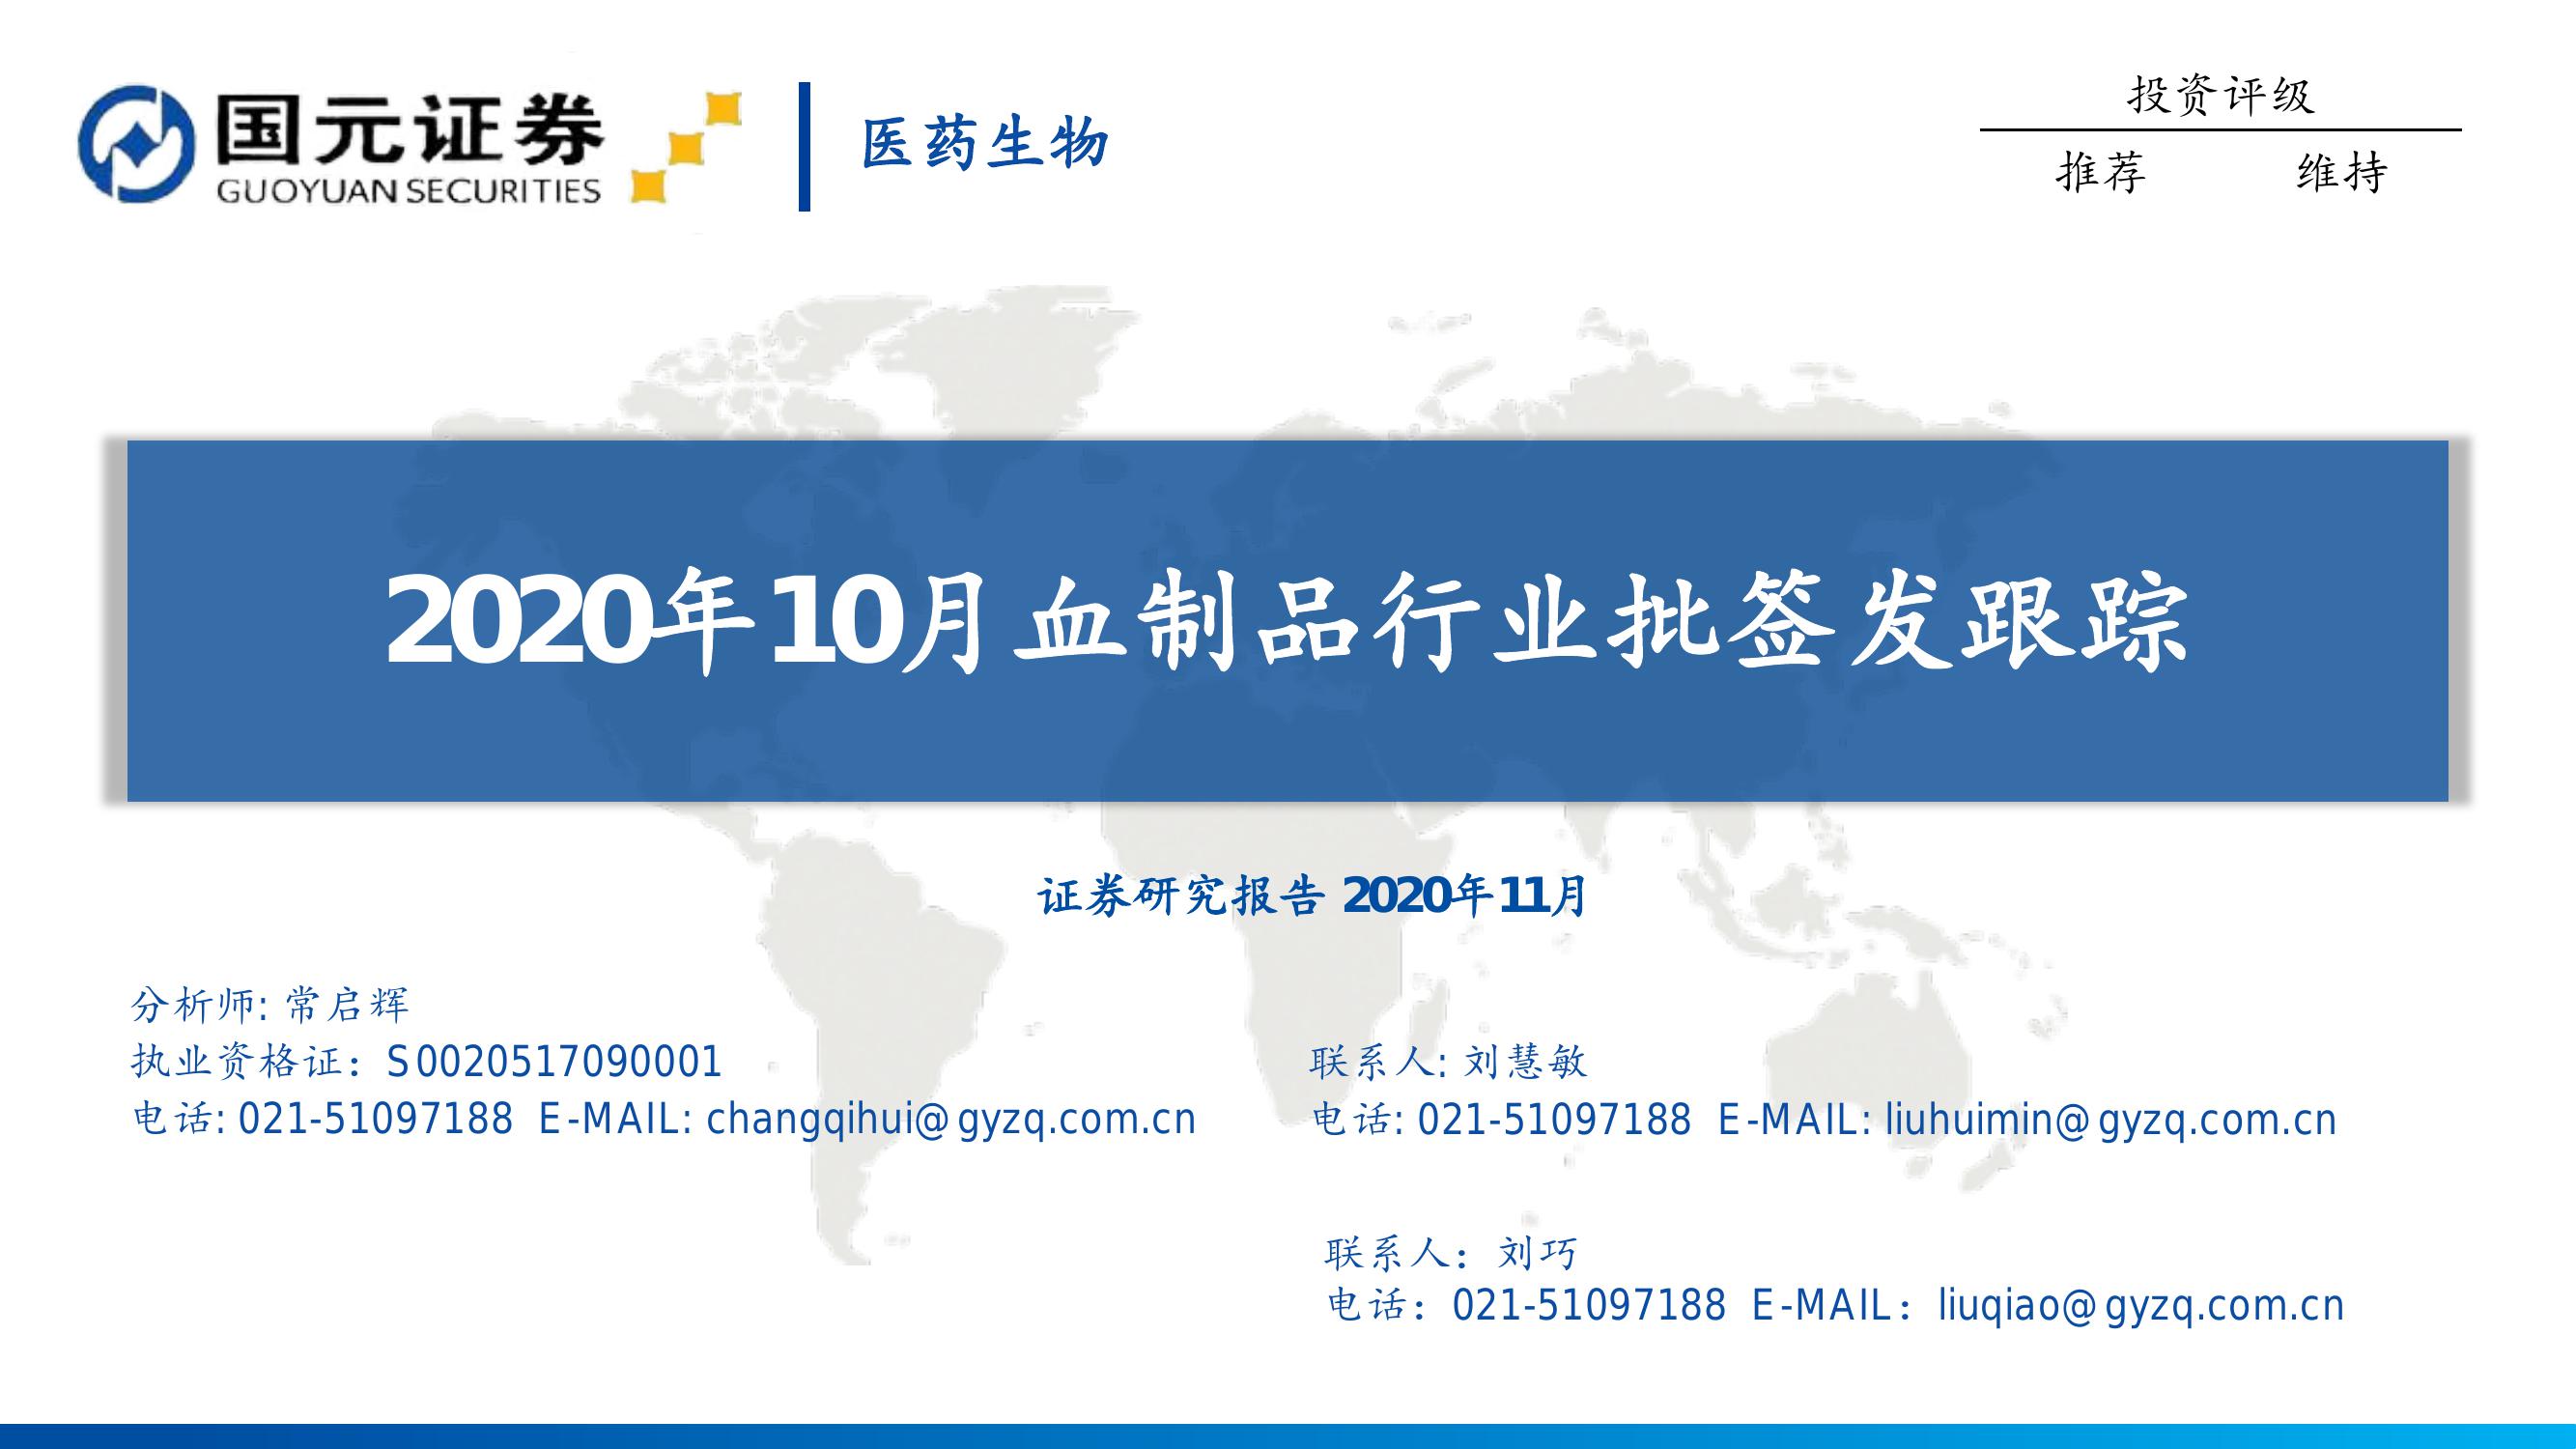 国元证券
GUOYUAN SECURITIES
医药生物
投资评级
推荐 维持
2020年10月血制品行业批签发跟踪
证券研究报告 2020年11月
分析师: 常启辉
执业资格证：S0020517090001
电话: 021-51097188 E-MAIL: changqihui@gyzq.com.cn
联系人: 刘慧敏
电话: 021-51097188 E-MAIL: liuhuimin@gyzq.com.cn
联系人：刘巧
电话：021-51097188 E-MAIL：liuqiao@gyzq.com.cn